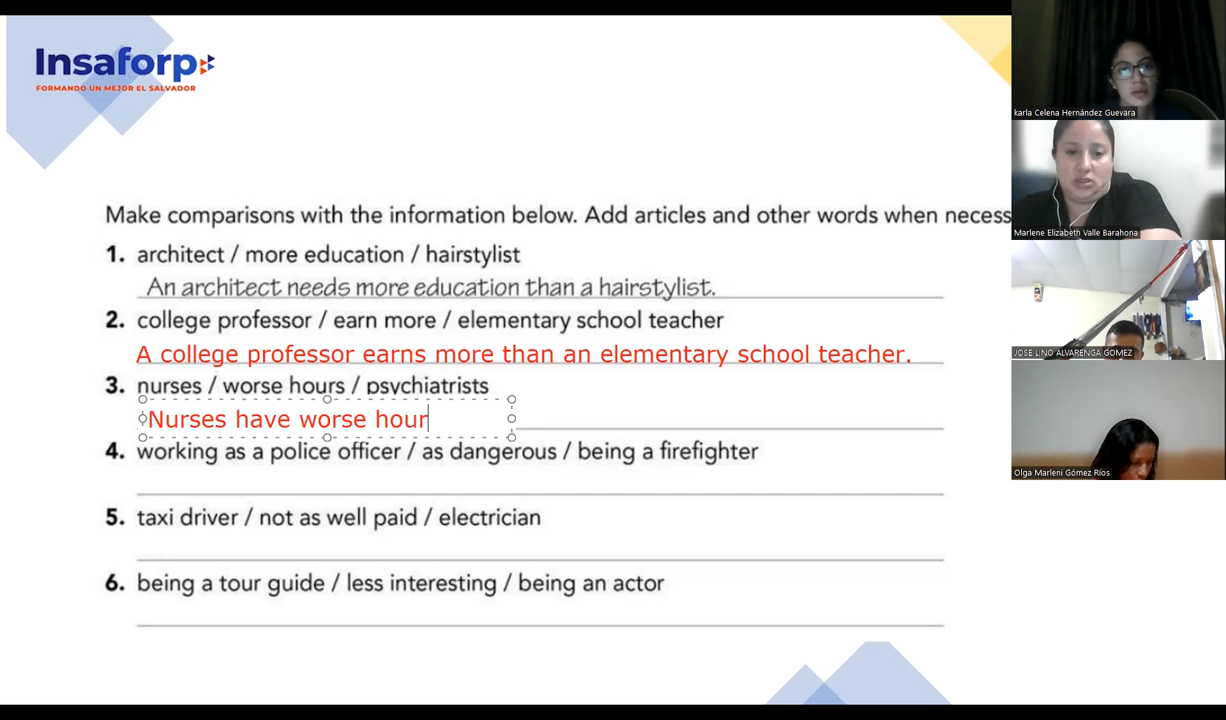 Insaforp
FORMANDO UN MEJOR EL SALVADOR
Make comparisons with the information below. Add articles and other words when necess
1. architect / more education / hairstylist
An architect needs more education than a hairstylist.
2. college professor / earn more / elementary school teacher
A college professor earns more than an elementary school teacher.
3. nurses / worse hours / psychiatrists
Nurses have worse hour
4. working as a police officer / as dangerous / being a firefighter
5. taxi driver / not as well paid / electrician
6. being a tour guide / less interesting / being an actor
karla Celena Hernández Guevara
Marlene Elizabeth Valle Barahona
JOSE LINO ALVARENGA GOMEZ
Olga Marleni Gómez Ríos